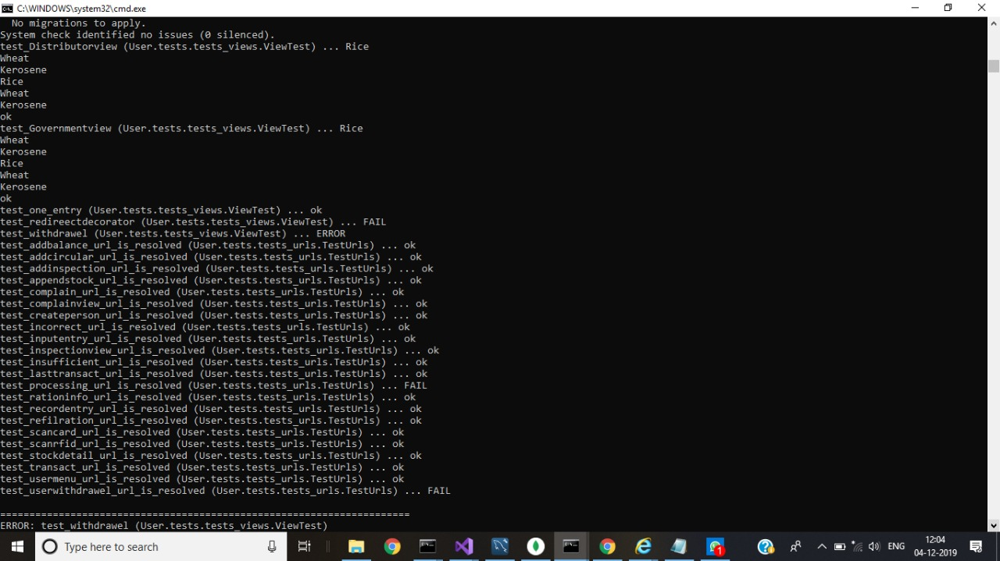 C:\WINDOWS\system32\cmd.exe
No migrations to apply.
System check identified no issues (0 silenced).
test_Distributorview (User.tests.tests_views.ViewTest) ... Rice
Wheat
Kerosene
Rice
Wheat
Kerosene
ok
test_Governmentview (User.tests.tests_views.ViewTest) ... Rice
Wheat
Kerosene
Rice
Wheat
Kerosene
ok
test_one_entry (User.tests.tests_views.ViewTest) ... ok
test_redireectdecorator (User.tests.tests_views.ViewTest) ... FAIL
test_withdrawel (User.tests.tests_views.ViewTest) ... ERROR
test_addbalance_url_is_resolved (User.tests.tests_urls.TestUrls) ... ok
test_addcircular_url_is_resolved (User.tests.tests_urls.TestUrls) ... ok
test_addinspection_url_is_resolved (User.tests.tests_urls.TestUrls) ... ok
test_appendstock_url_is_resolved (User.tests.tests_urls.TestUrls) ... ok
test_complain_url_is_resolved (User.tests.tests_urls.TestUrls) ... ok
test_complainview_url_is_resolved (User.tests.tests_urls.TestUrls) ... ok
test_createperson_url_is_resolved (User.tests.tests_urls.TestUrls) ... ok
test_incorrect_url_is_resolved (User.tests.tests_urls.TestUrls) ... ok
test_inputentry_url_is_resolved (User.tests.tests_urls.TestUrls) ... ok
test_inspectionview_url_is_resolved (User.tests.tests_urls.TestUrls) ... ok
test_insufficient_url_is_resolved (User.tests.tests_urls.TestUrls) ... ok
test_lasttransact_url_is_resolved (User.tests.tests_urls.TestUrls) ... ok
test_processing_url_is_resolved (User.tests.tests_urls.TestUrls) ... FAIL
test_rationinfo_url_is_resolved (User.tests.tests_urls.TestUrls) ... ok
test_recordentry_url_is_resolved (User.tests.tests_urls.TestUrls) ... ok
test_refilration_url_is_resolved (User.tests.tests_urls.TestUrls) ... ok
test_scancard_url_is_resolved (User.tests.tests_urls.TestUrls) ... ok
test_scanrfid_url_is_resolved (User.tests.tests_urls.TestUrls) ... ok
test_stockdetail_url_is_resolved (User.tests.tests_urls.TestUrls) ... ok
test_transact_url_is_resolved (User.tests.tests_urls.TestUrls) ... ok
test_usermenu_url_is_resolved (User.tests.tests_urls.TestUrls) ... ok
test_userwithdrawel_url_is_resolved (User.tests.tests_urls.TestUrls) ... FAIL
======================================================================
ERROR: test_withdrawel (User.tests.tests_views.ViewTest)
Type here to search
1
ENG
12:04
04-12-2019